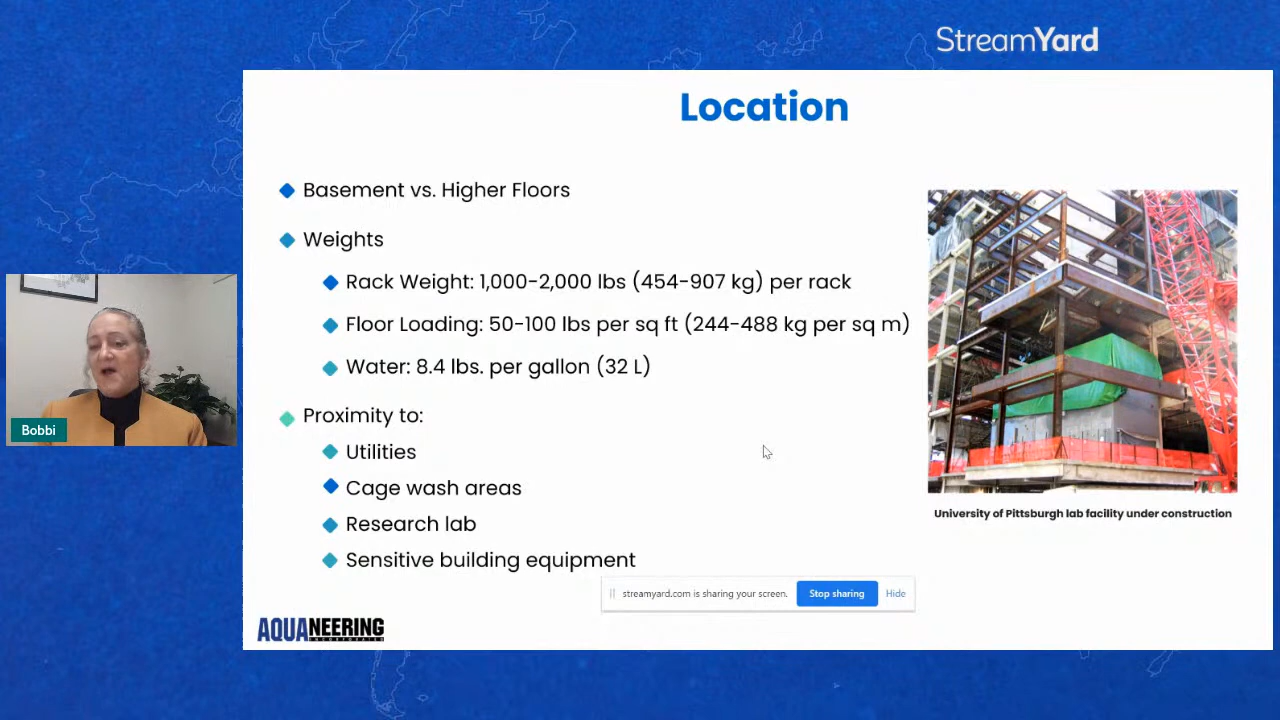 StreamYard
Location
Basement vs. Higher Floors
Weights
Rack Weight: 1,000-2,000 lbs (454-907 kg) per rack
Floor Loading: 50-100 lbs per sq ft (244-488 kg per sq m)
Water: 8.4 lbs. per gallon (32 L)
Proximity to:
Utilities
Cage wash areas
Research lab
Sensitive building equipment
University of Pittsburgh lab facility under construction
Bobbi
streamyard.com is sharing your screen.
Stop sharing
Hide
AQUANEERING
INCORPORATED